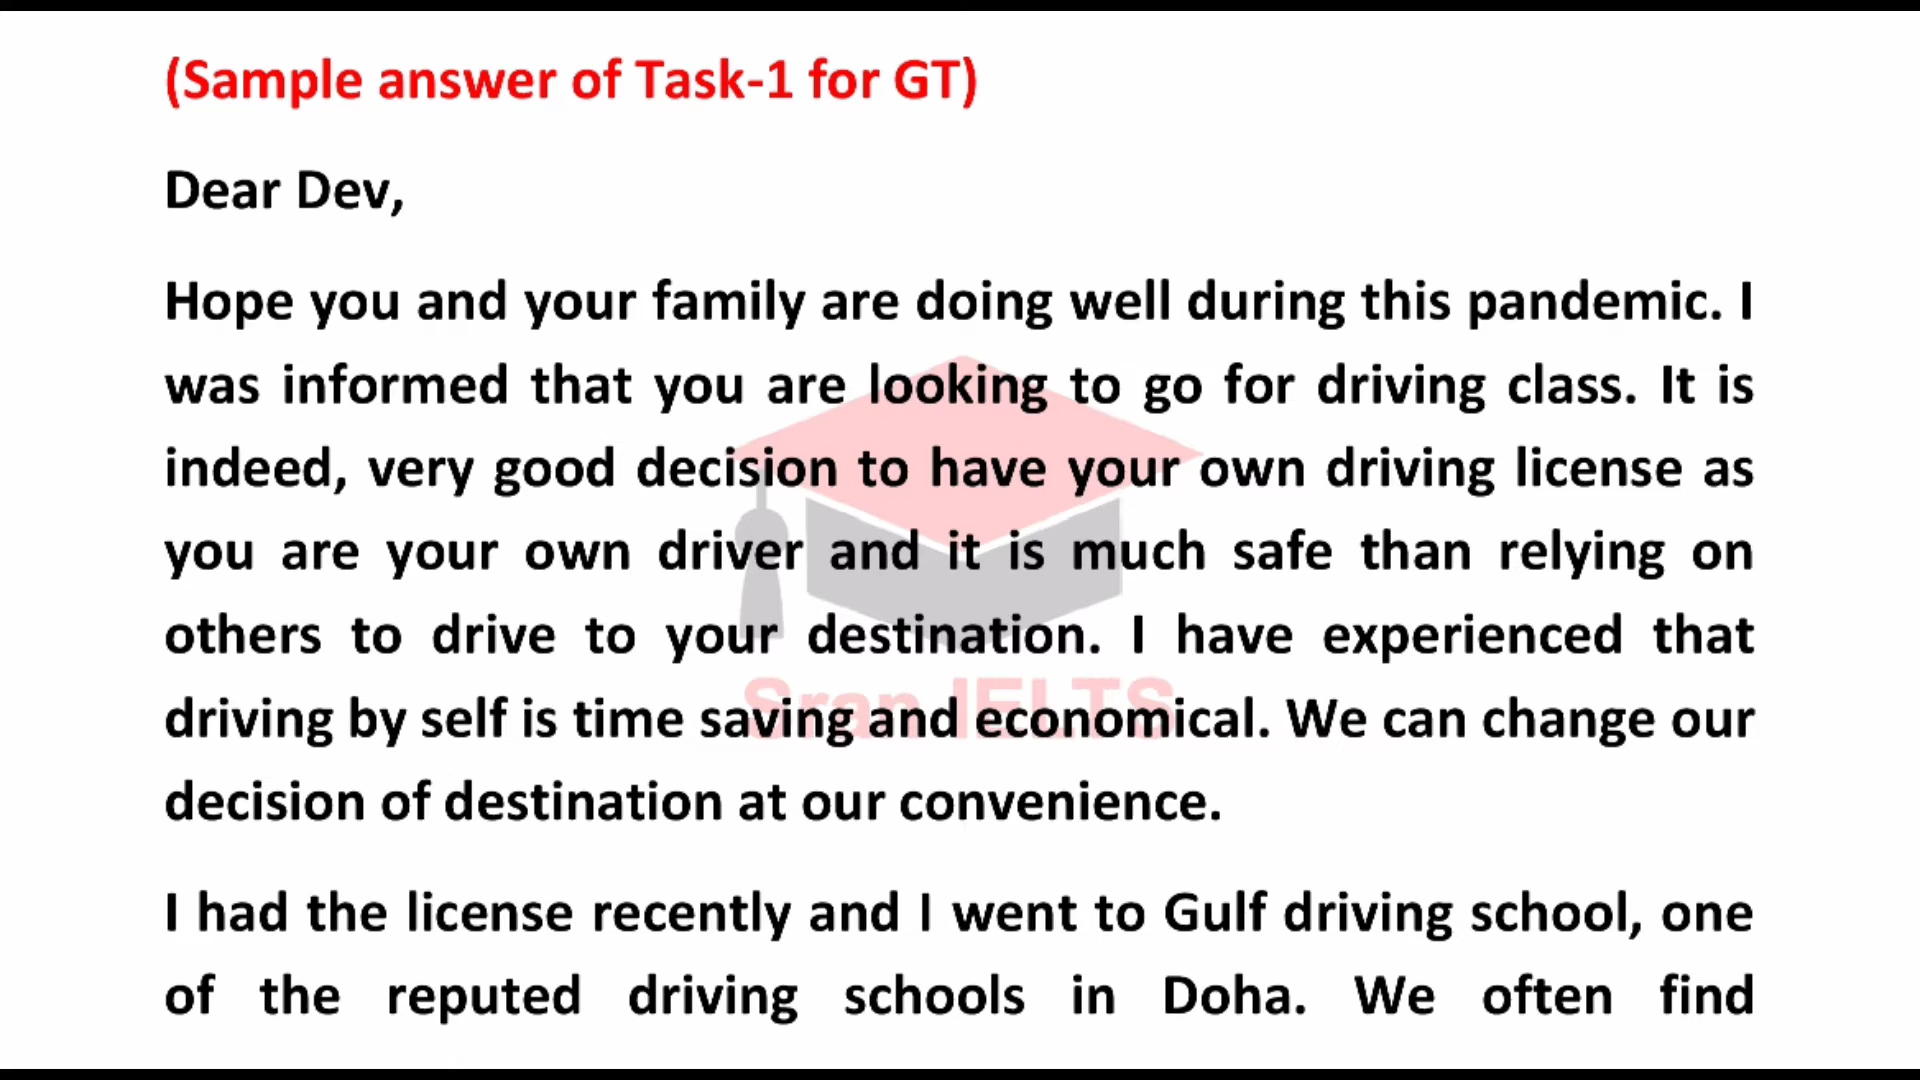 (Sample answer of Task-1 for GT)
Dear Dev,
Hope you and your family are doing well during this pandemic. I
was informed that you are looking to go for driving class. It is
indeed, very good decision to have your own driving license as
you are your own driver and it is much safe than relying on
others to drive to your destination. I have experienced that
driving by self is time saving and economical. We can change our
decision of destination at our convenience.
I had the license recently and I went to Gulf driving school, one
of the reputed driving schools in Doha. We often find
Sran IELTS